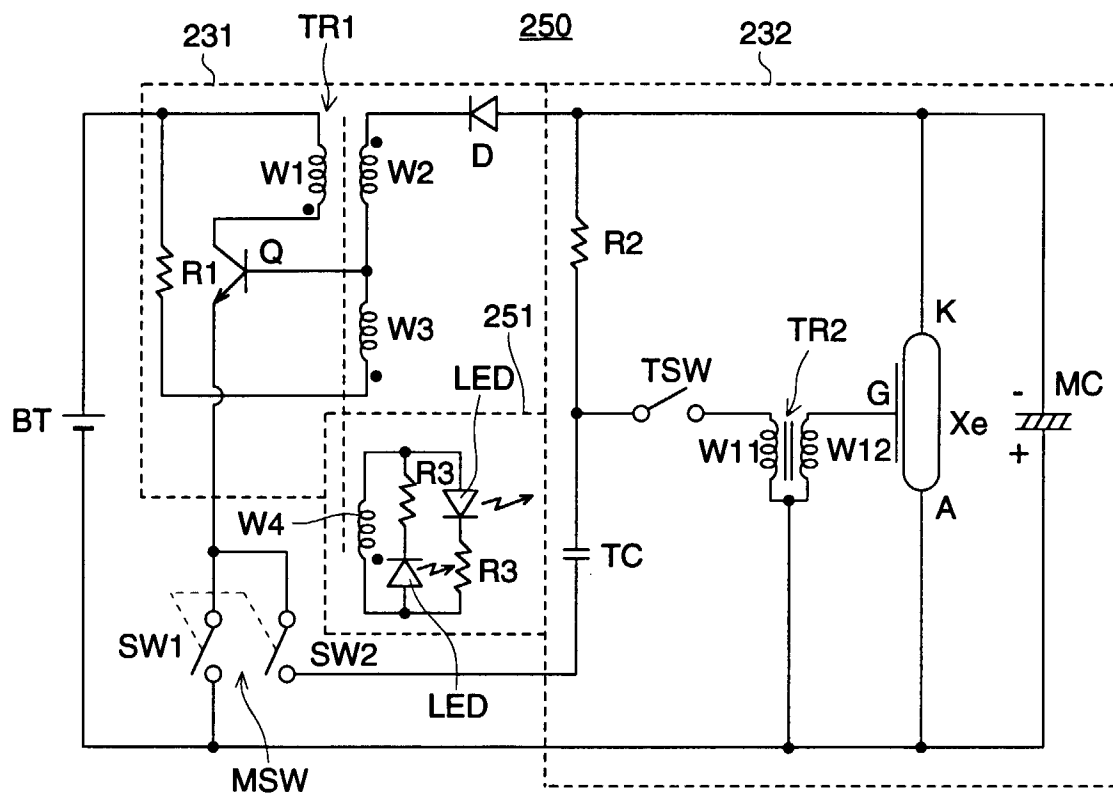 250
231
TR1
232
D
W1
W2
R1
Q
R2
W3
251
TR2
K
LED
TSW
G
MC
BT
Xe
-
+
W11
W12
R3
A
W4
R3
TC
SW1
SW2
LED
MSW